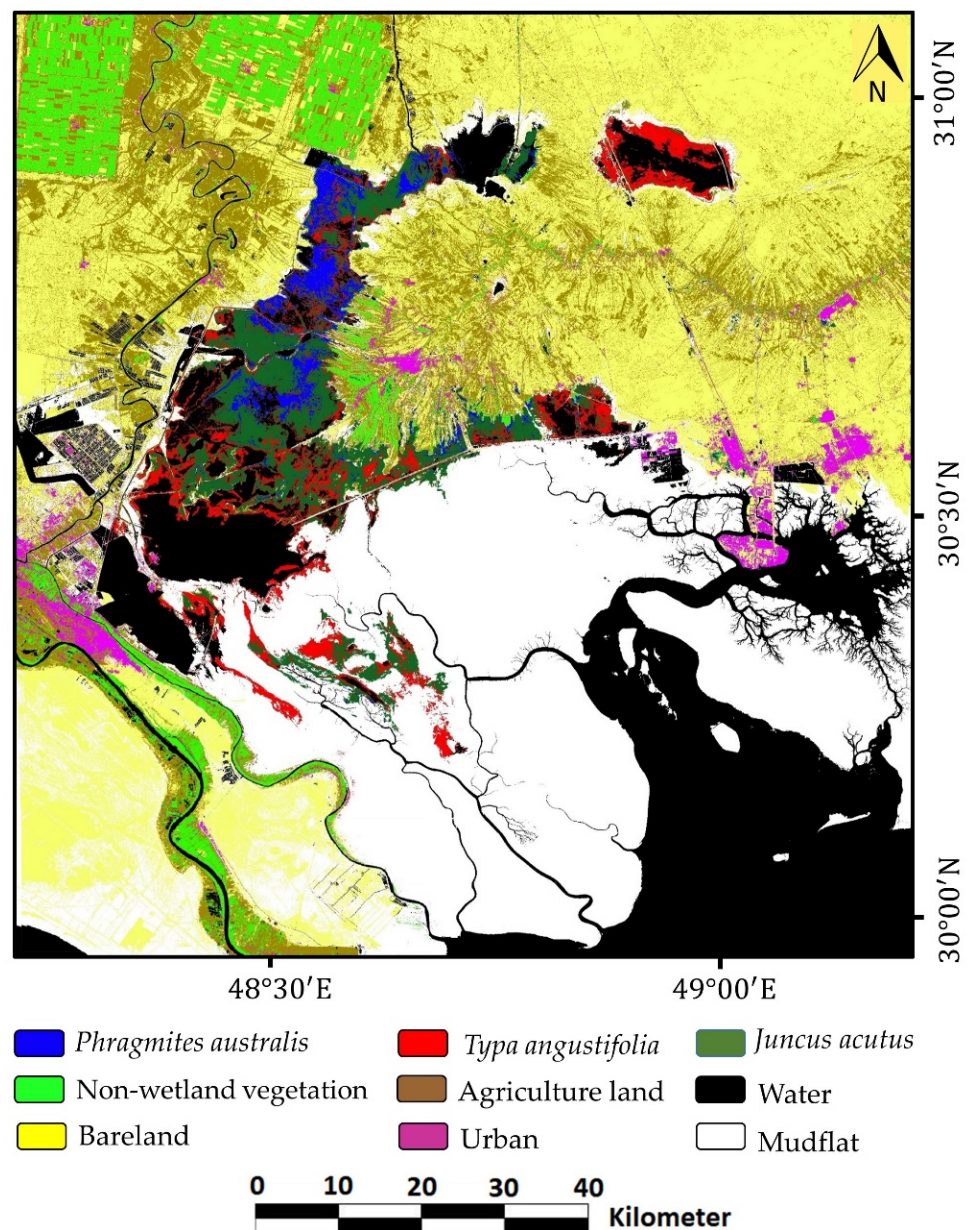 N
31°00'N
30°30'N
30°00'N
48°30'E 49°00'E
Phragmites australis Typa angustifolia Juncus acutus
Non-wetland vegetation Agriculture land Water
Bareland Urban Mudflat
0 10 20 30 40
Kilometer